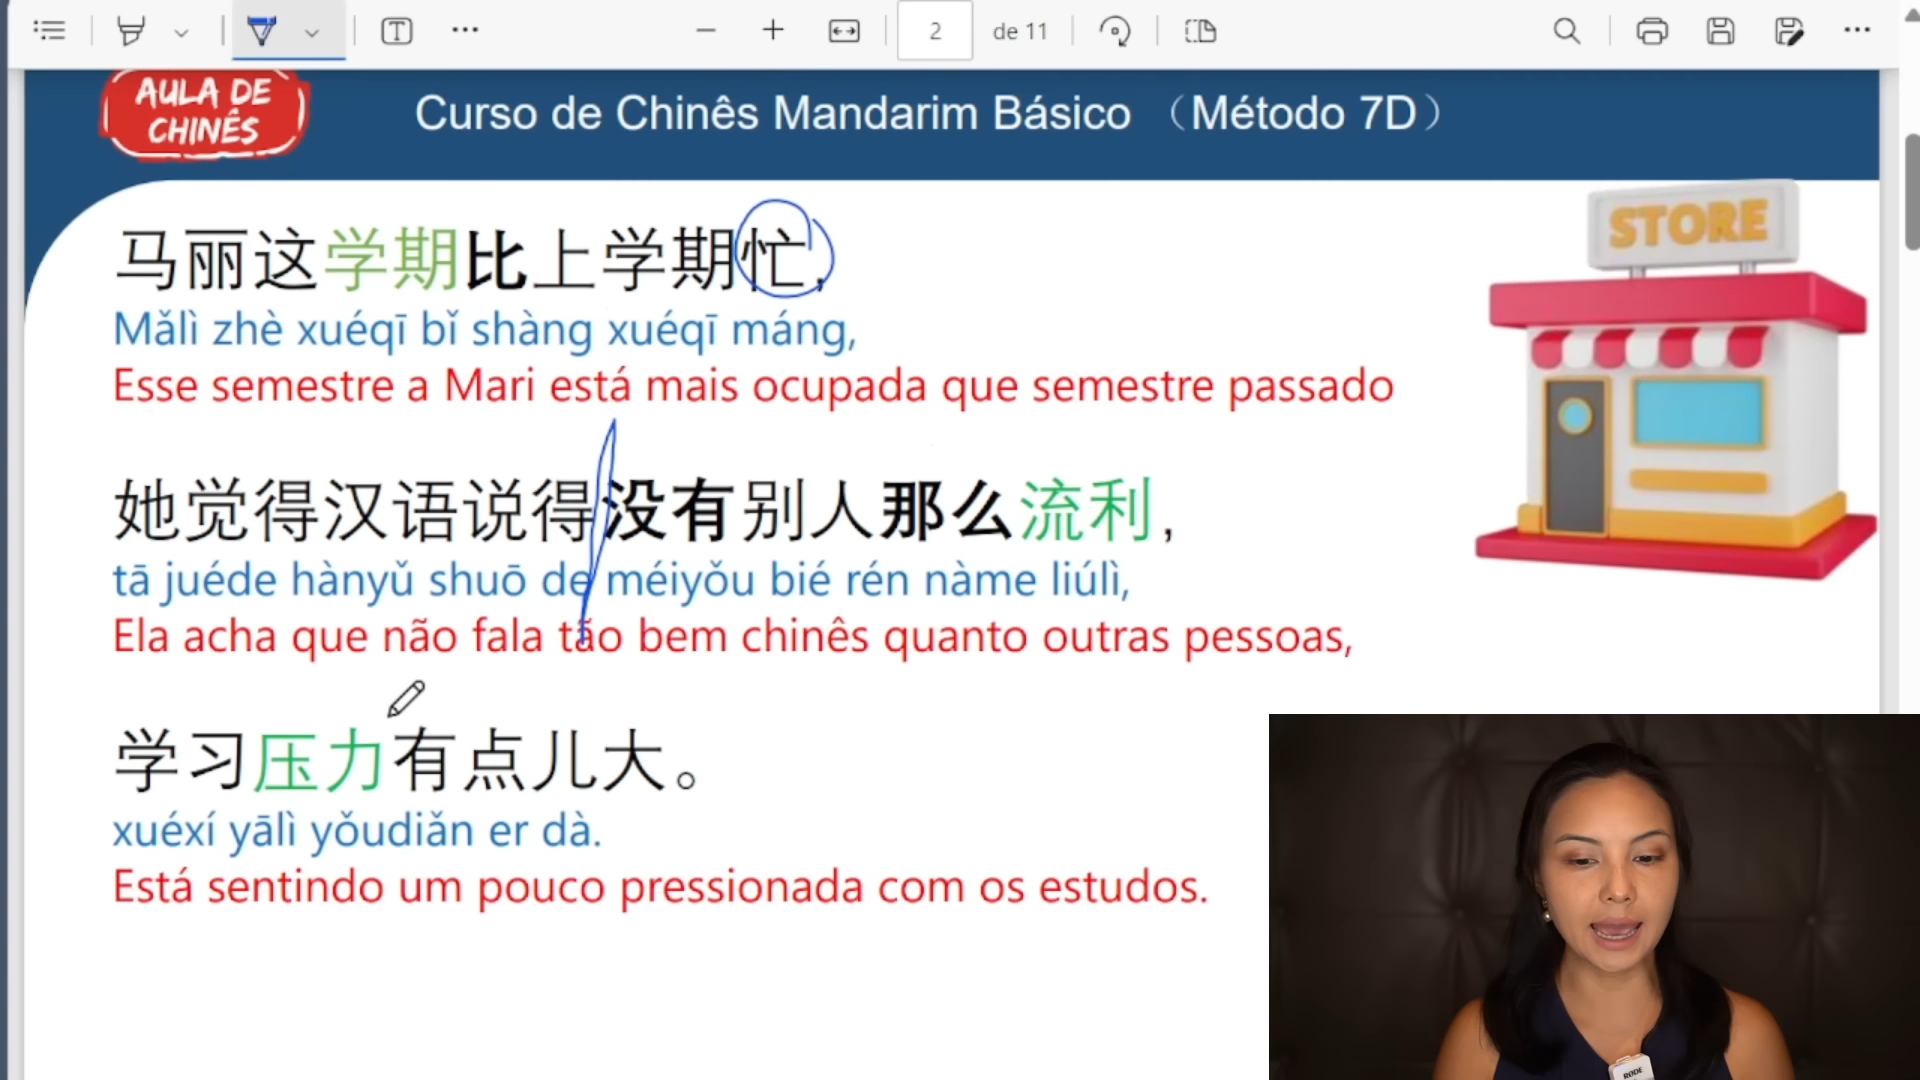 2 de 11
AULA DE
CHINÊS
Curso de Chinês Mandarim Básico （Método 7D）
STORE
马丽这学期比上学期忙，
Mǎlì zhè xuéqī bǐ shàng xuéqī máng,
Esse semestre a Mari está mais ocupada que semestre passado
她觉得汉语说得没有别人那么流利，
tā juéde hànyǔ shuō de méiyǒu bié rén nàme liúlì,
Ela acha que não fala tão bem chinês quanto outras pessoas,
学习压力有点儿大。
xuéxí yālì yǒudiǎn er dà.
Está sentindo um pouco pressionada com os estudos.
RODE